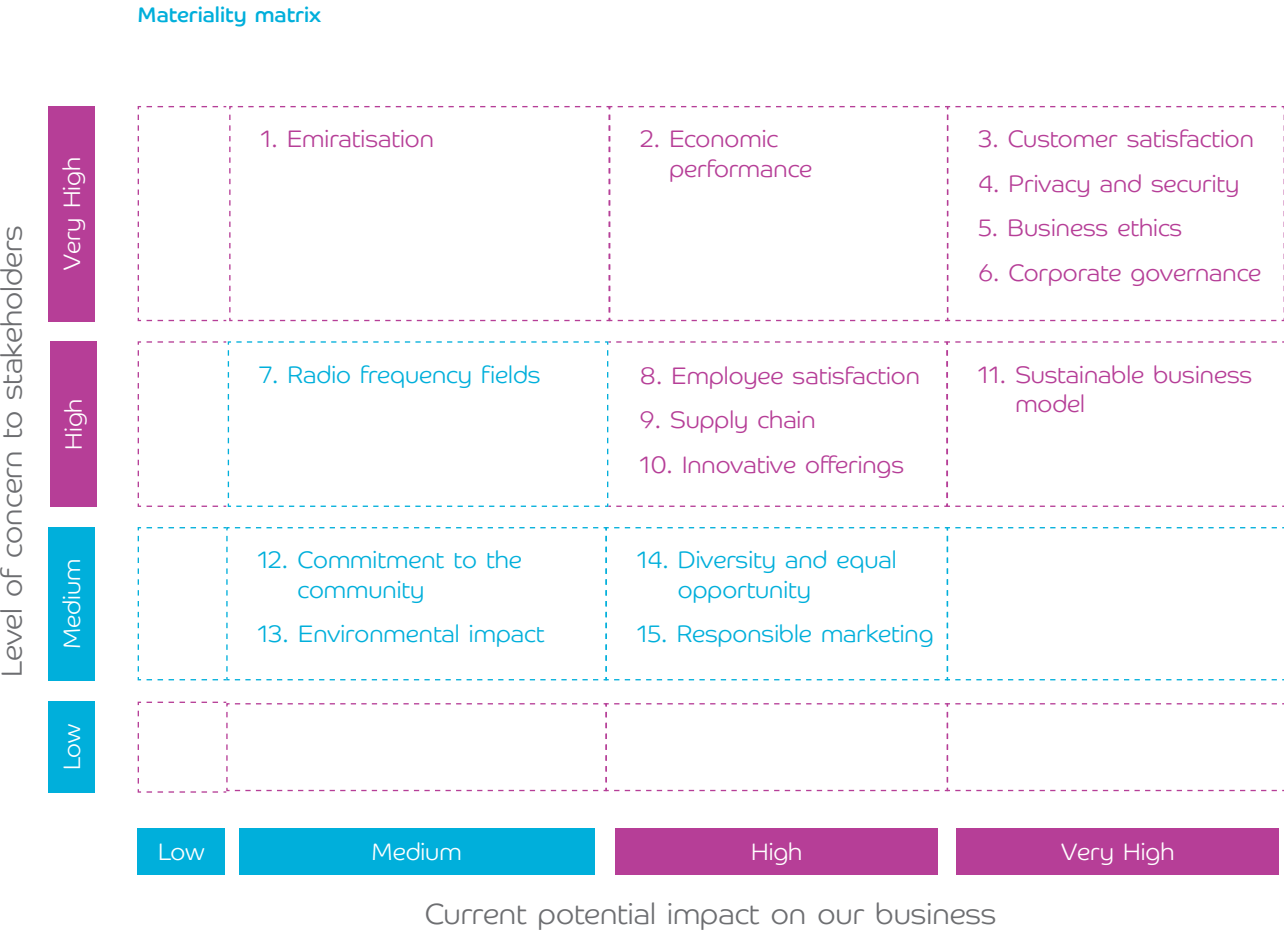 Materiality matrix
Level of concern to stakeholders
Very High
1. Emiratisation
2. Economic
performance
3. Customer satisfaction
4. Privacy and security
5. Business ethics
6. Corporate governance
High
7. Radio frequency fields
8. Employee satisfaction
9. Supply chain
10. Innovative offerings
11. Sustainable business
model
Medium
12. Commitment to the
community
13. Environmental impact
14. Diversity and equal
opportunity
15. Responsible marketing
Low
Low
Medium
High
Very High
Current potential impact on our business